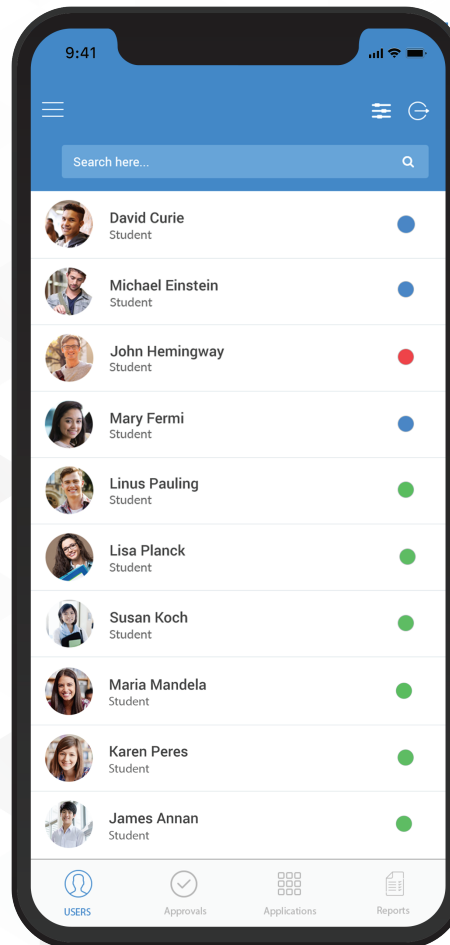 9:41
Search here...
David Curie
Student
Michael Einstein
Student
John Hemingway
Student
Mary Fermi
Student
Linus Pauling
Student
Lisa Planck
Student
Susan Koch
Student
Maria Mandela
Student
Karen Peres
Student
James Annan
Student
USERS Approvals Applications Reports